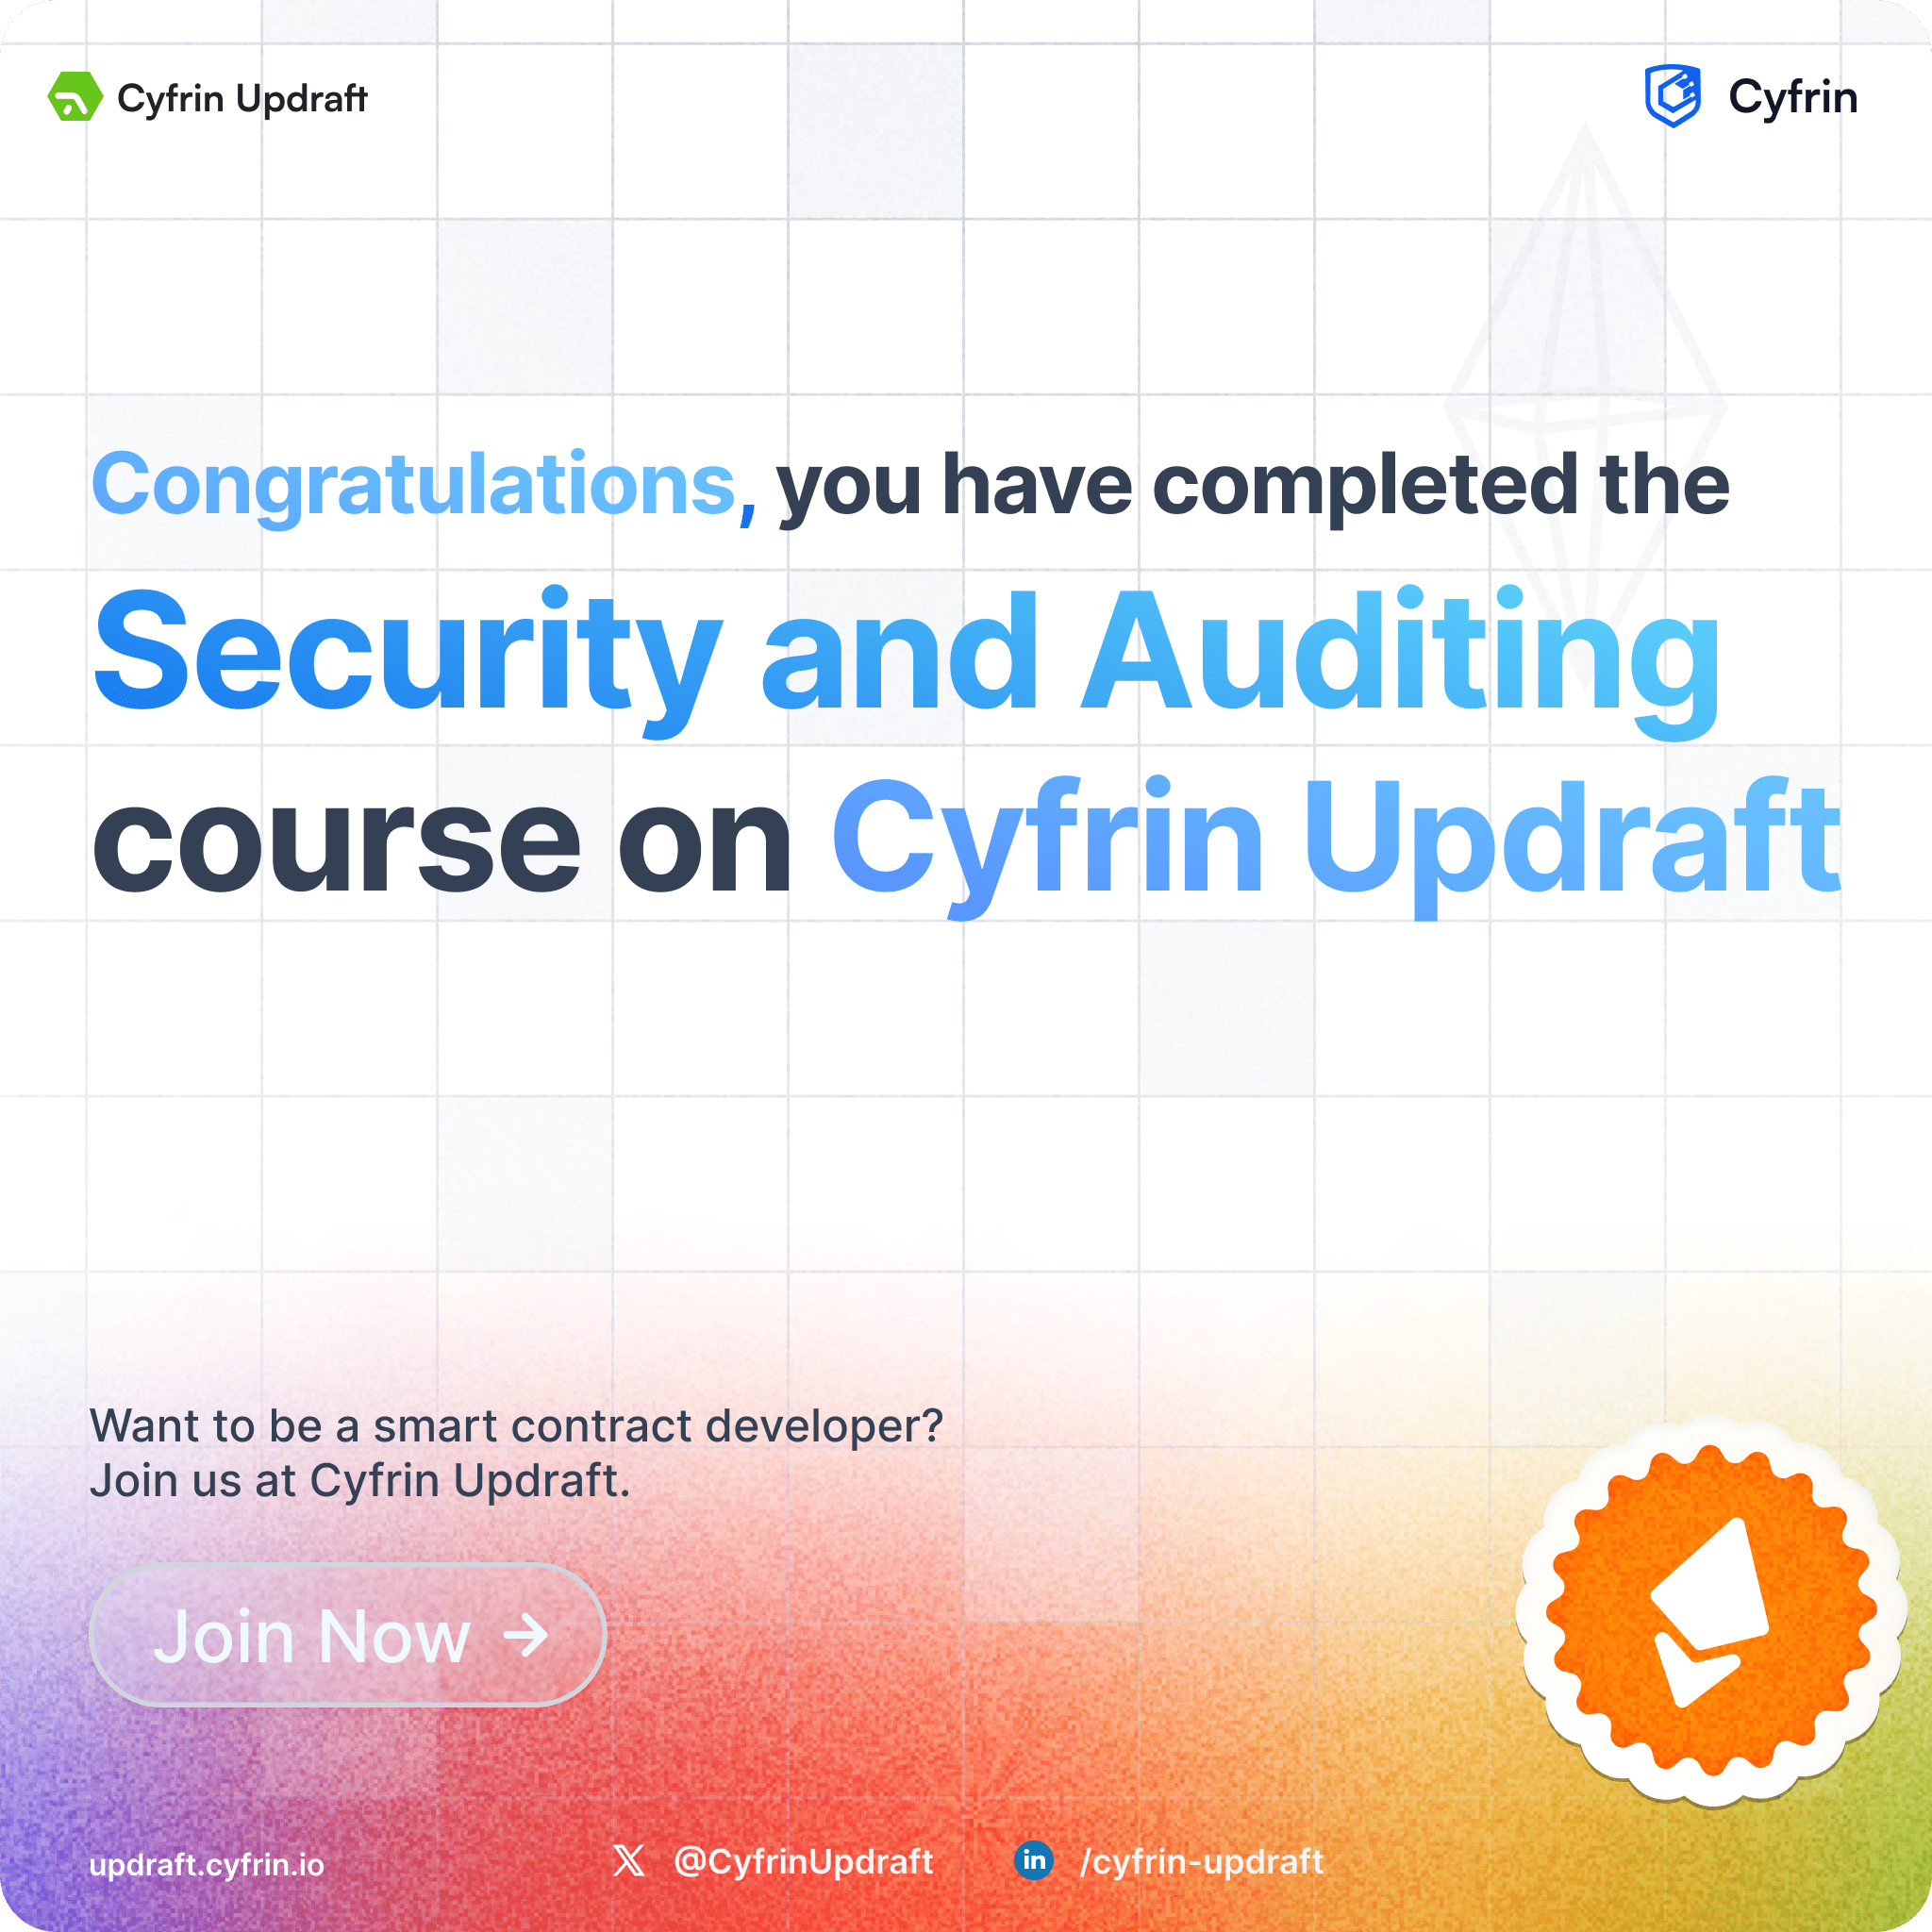 Cyfrin Updraft
Cyfrin
Congratulations, you have completed the
Security and Auditing
course on Cyfrin Updraft
Want to be a smart contract developer?
Join us at Cyfrin Updraft.
Join Now →
updraft.cyfrin.io
@CyfrinUpdraft
in /cyfrin-updraft